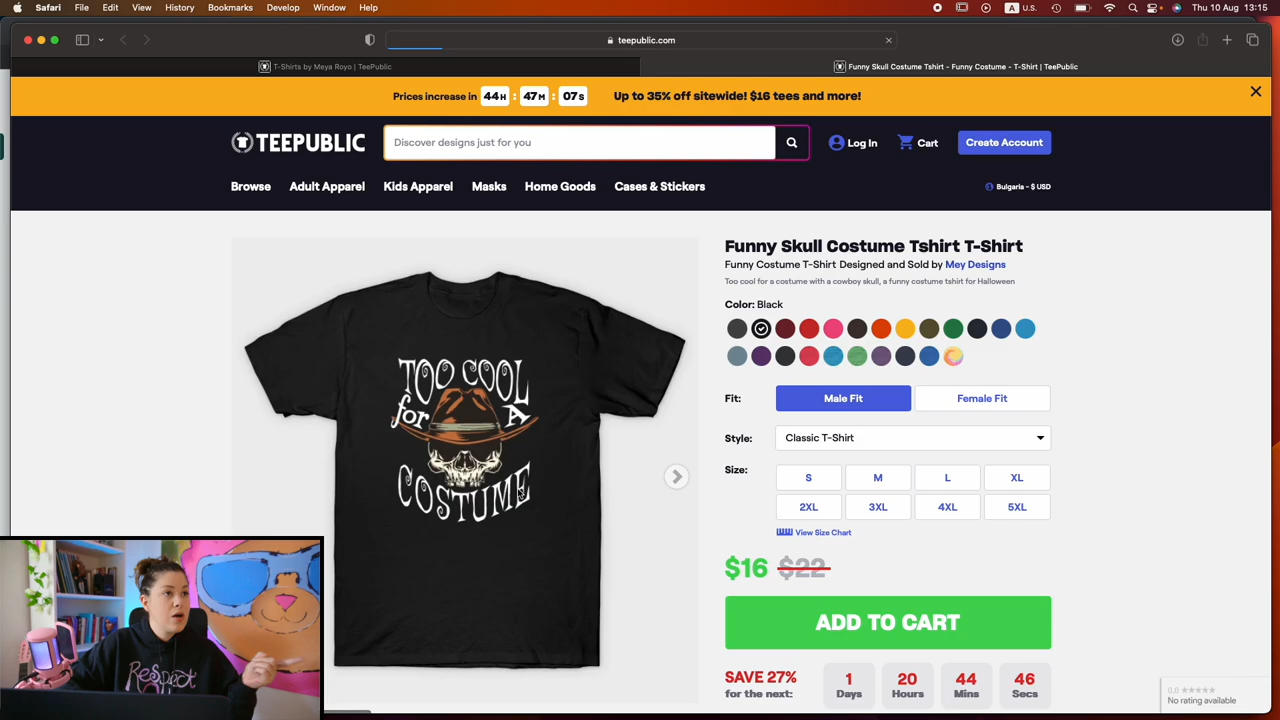 Safari File Edit View History Bookmarks Develop Window Help A U.S. Thu 10 Aug 13:15
teepublic.com
T-Shirts by Meya Royo | TeePublic Funny Skull Costume Tshirt - Funny Costume - T-Shirt | TeePublic
Prices increase in 44H : 47M : 07S Up to 35% off sitewide! $16 tees and more!
TEEPUBLIC Discover designs just for you Log In Cart Create Account
Browse Adult Apparel Kids Apparel Masks Home Goods Cases & Stickers Bulgaria - $ USD
Funny Skull Costume Tshirt T-Shirt
Funny Costume T-Shirt Designed and Sold by Mey Designs
Too cool for a costume with a cowboy skull, a funny costume tshirt for Halloween
Color: Black
TOO COOL
for A
COSTUME
Fit: Male Fit Female Fit
Style: Classic T-Shirt
Size: S M L XL
2XL 3XL 4XL 5XL
View Size Chart
$16 $22
ADD TO CART
SAVE 27%
for the next:
1 Days 20 Hours 44 Mins 46 Secs
0.0 ★★★★★
No rating available
Respect